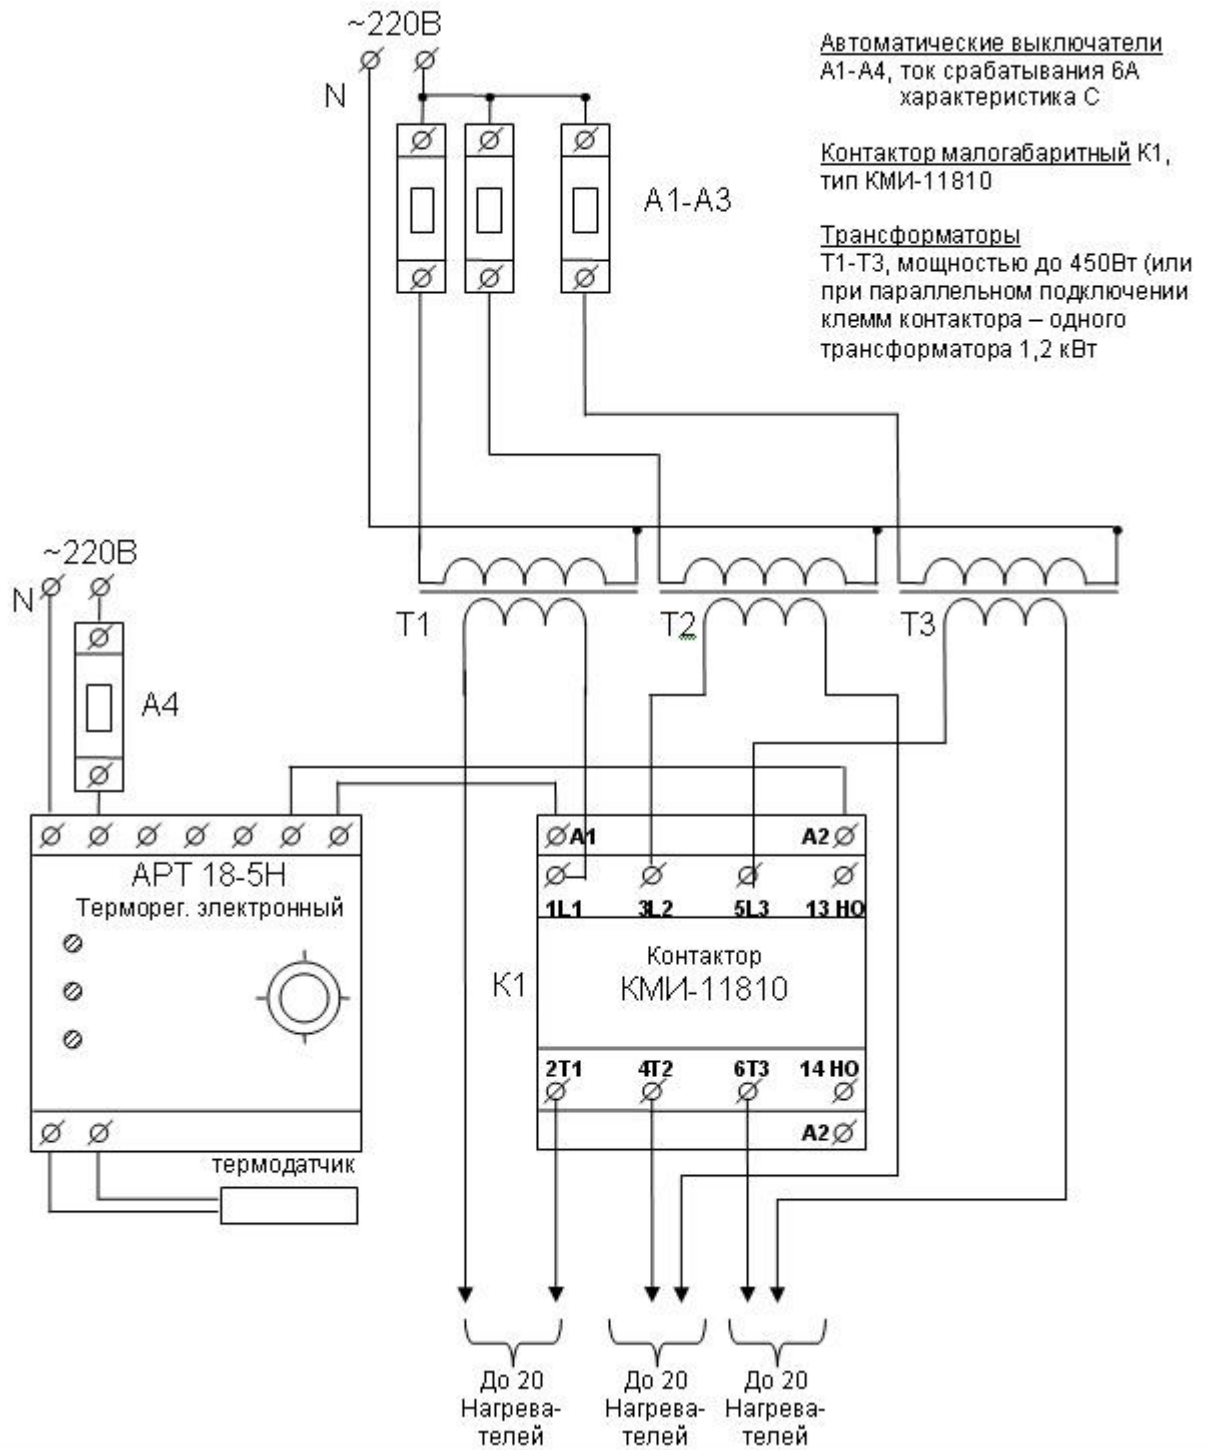 ~220В
N
Автоматические выключатели
А1-А4, ток срабатывания 6А
характеристика С
А1-А3
Контактор малогабаритный К1,
тип КМИ-11810
Трансформаторы
Т1-Т3, мощностью до 450Вт (или
при параллельном подключении
клемм контактора – одного
трансформатора 1,2 кВт
~220В
N
Т1
Т2
Т3
А4
АРТ 18-5Н
Терморег. электронный
термодатчик
А1
А2
1L1
3L2
5L3
13 НО
Контактор
К1
КМИ-11810
2Т1
4Т2
6Т3
14 НО
А2
До 20
Нагрева-
телей
До 20
Нагрева-
телей
До 20
Нагрева-
телей